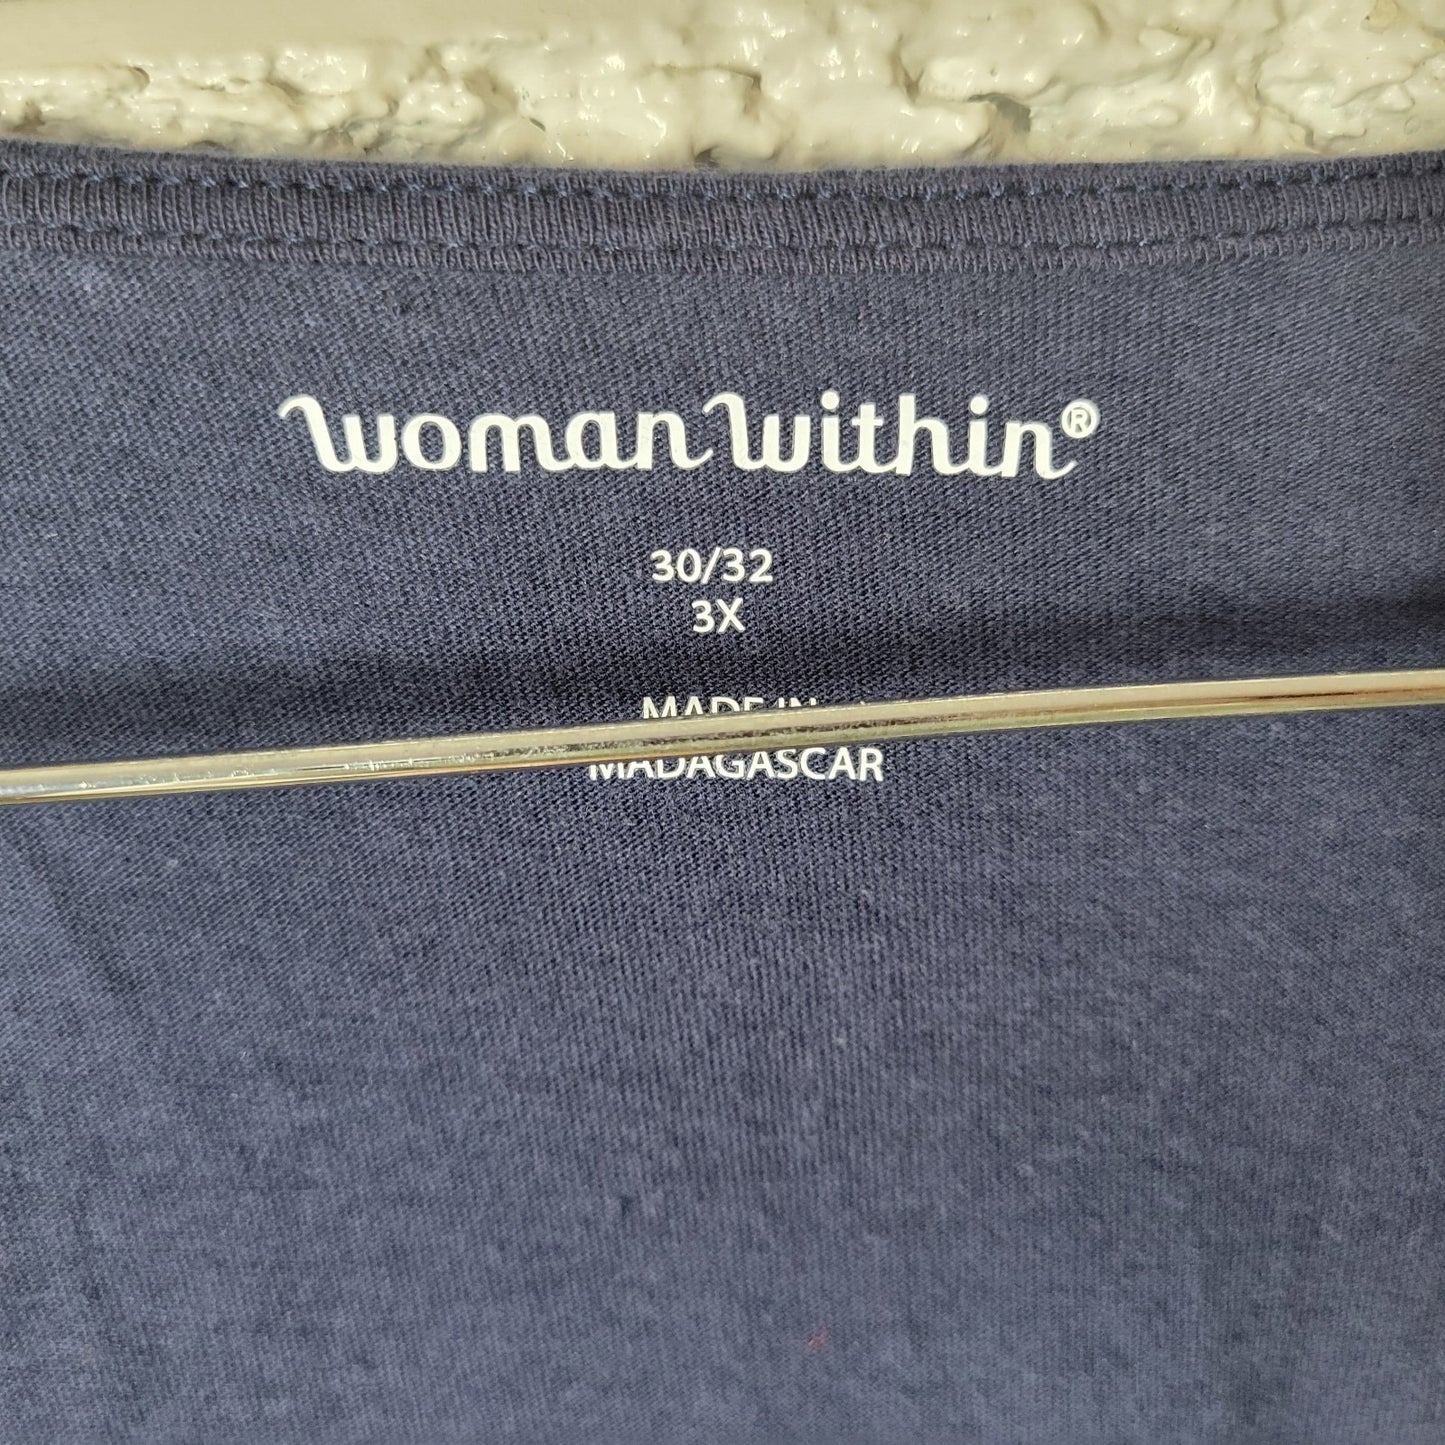 woman within®
30/32
3X
MADE IN
MADAGASCAR